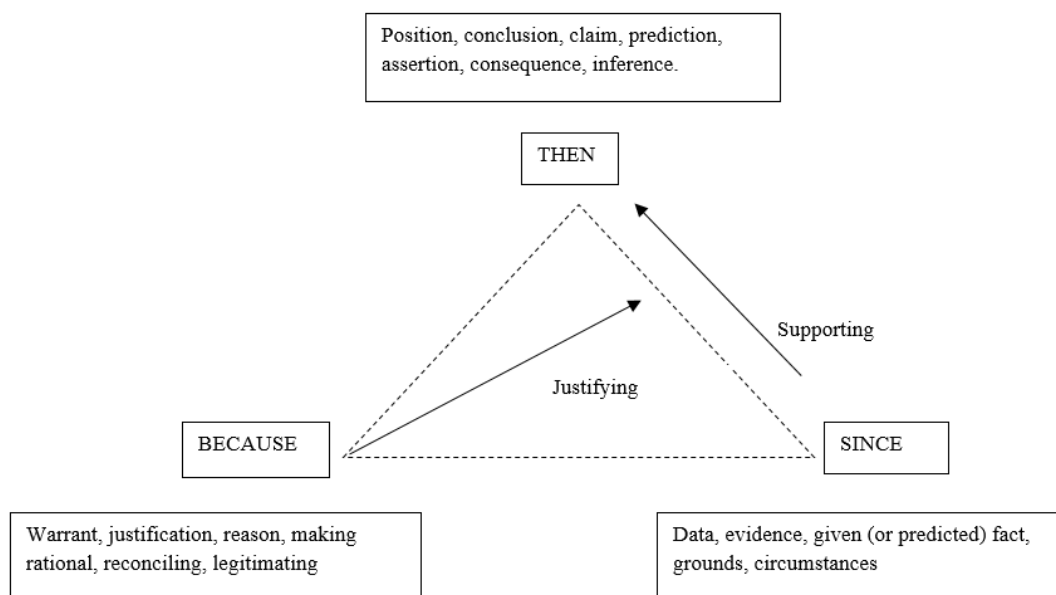 Position, conclusion, claim, prediction,
assertion, consequence, inference.
THEN
Supporting
Justifying
BECAUSE
SINCE
Warrant, justification, reason, making
rational, reconciling, legitimating
Data, evidence, given (or predicted) fact,
grounds, circumstances